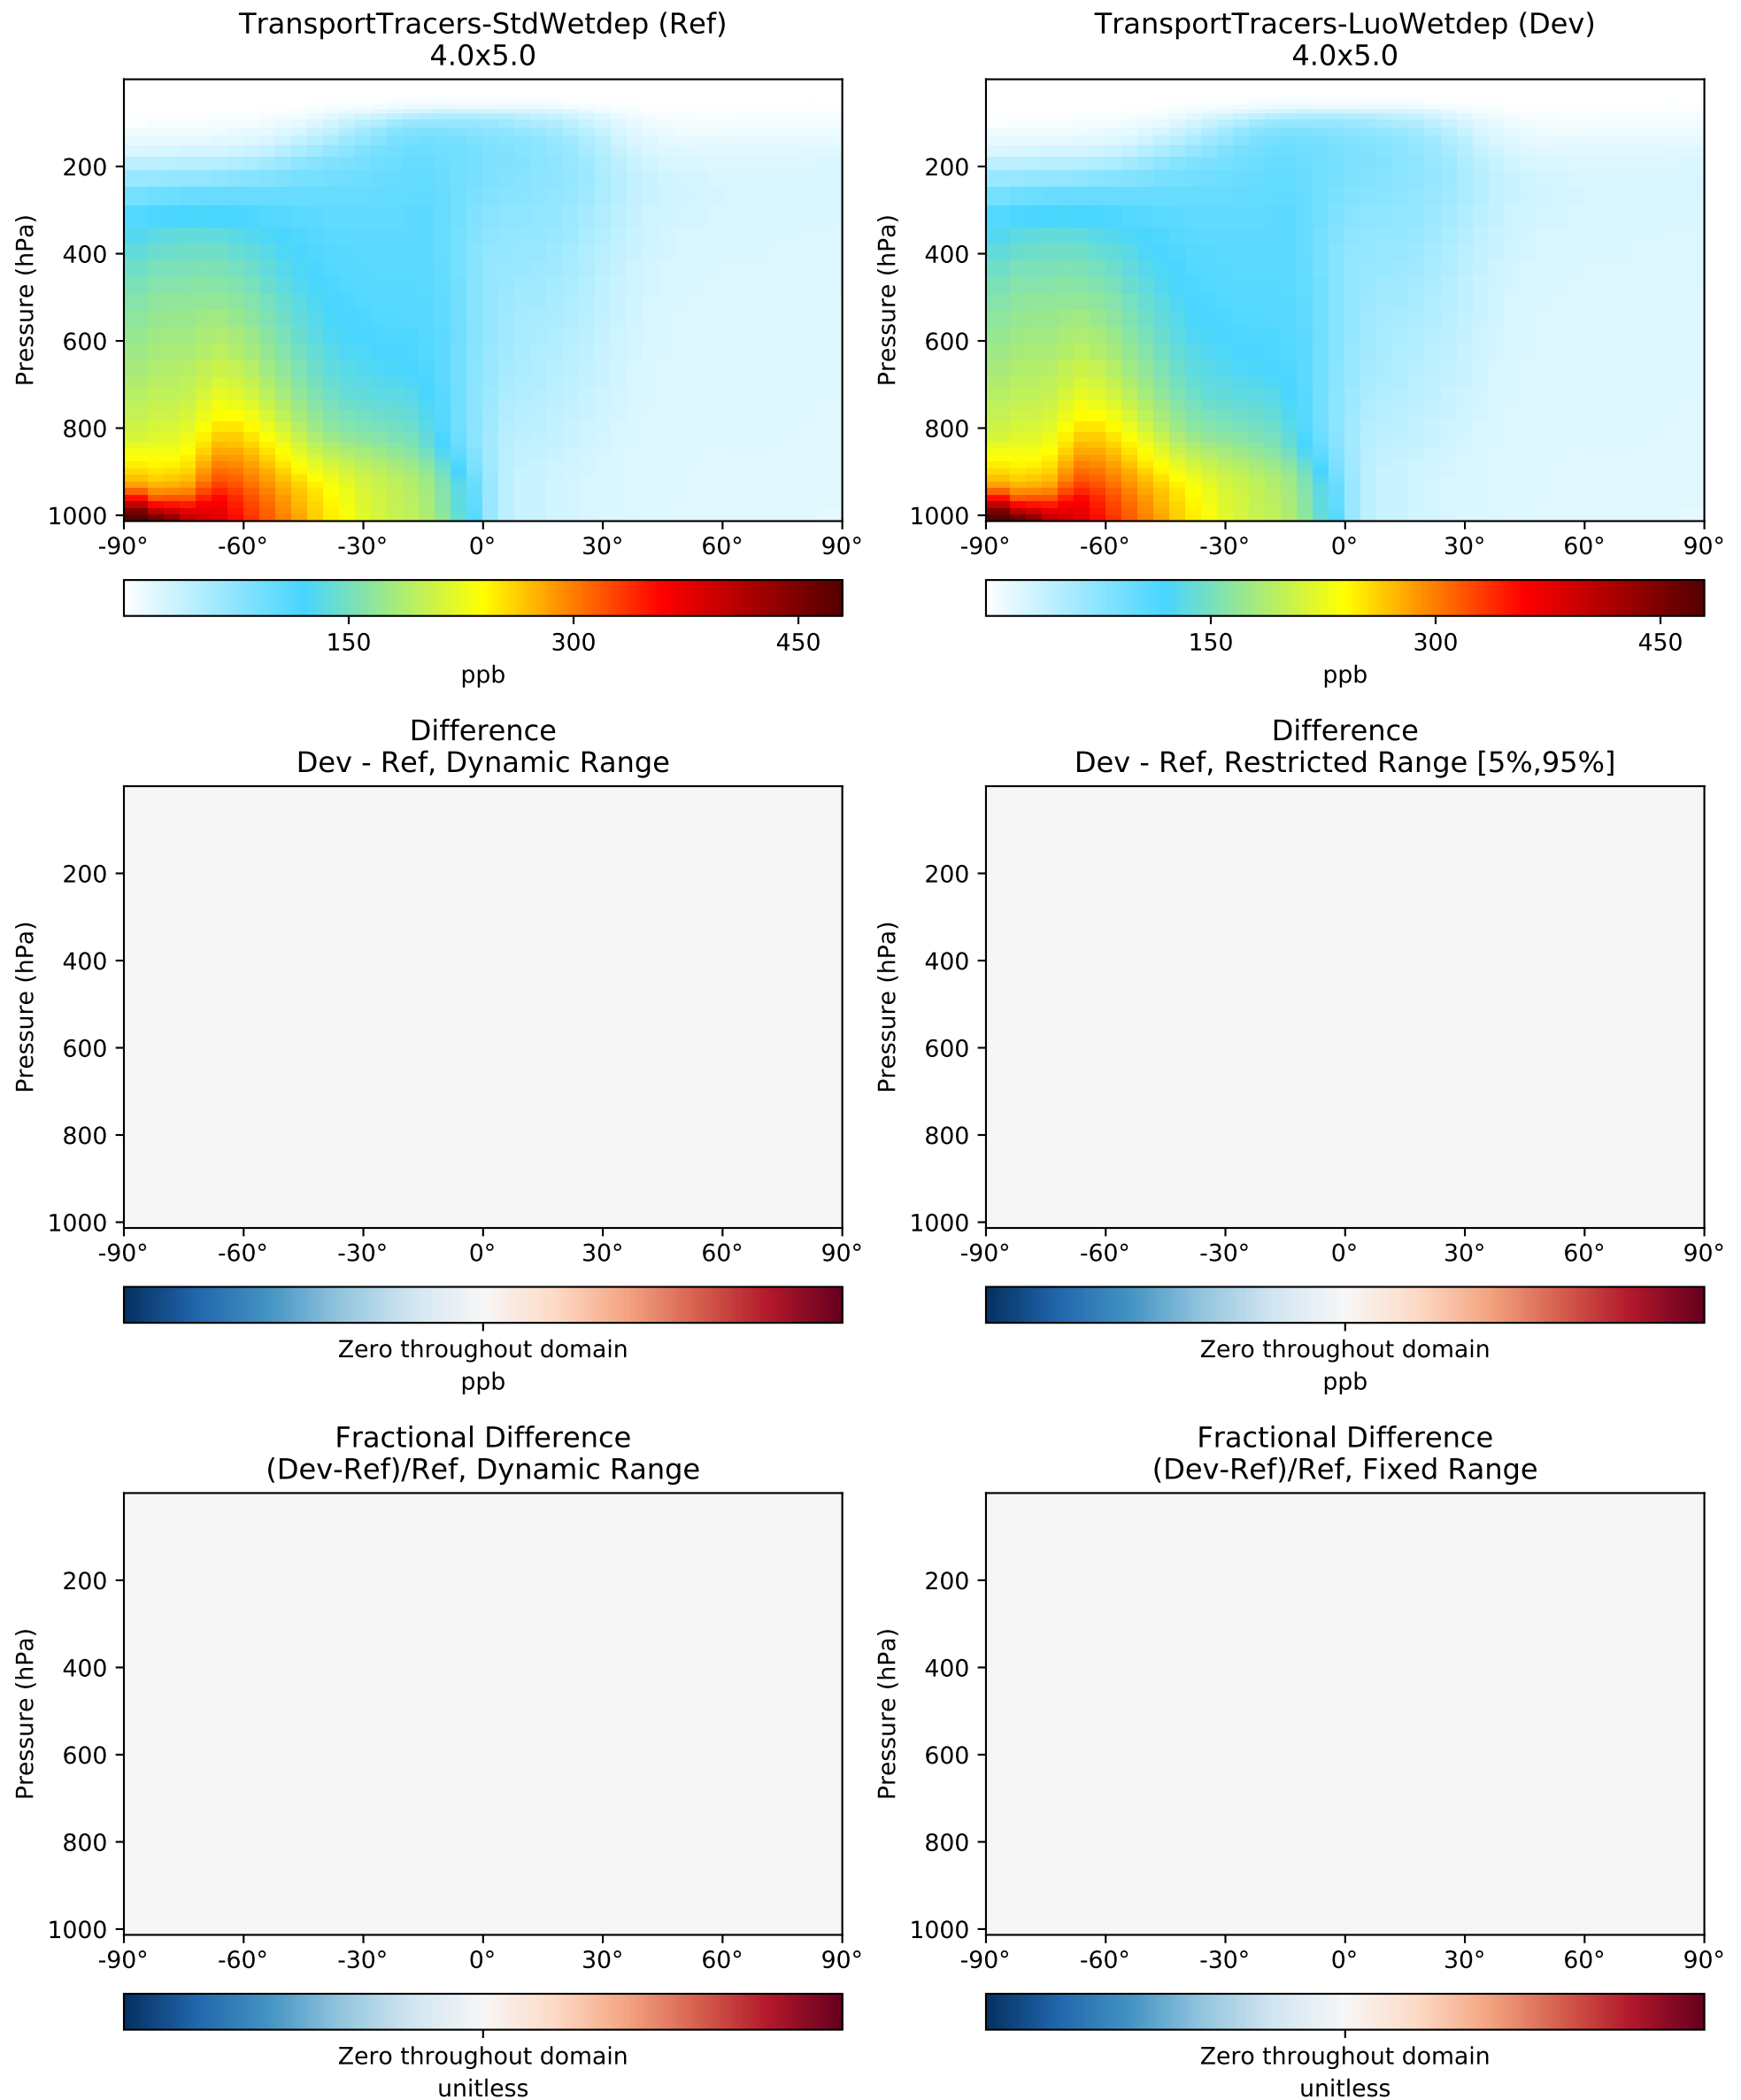 TransportTracers-StdWetdep (Ref)
4.0x5.0
Pressure (hPa)
200
400
600
800
1000
-90° -60° -30° 0° 30° 60° 90°
150 300 450
ppb
TransportTracers-LuoWetdep (Dev)
4.0x5.0
Pressure (hPa)
200
400
600
800
1000
-90° -60° -30° 0° 30° 60° 90°
150 300 450
ppb
Difference
Dev - Ref, Dynamic Range
Pressure (hPa)
200
400
600
800
1000
-90° -60° -30° 0° 30° 60° 90°
Zero throughout domain
ppb
Difference
Dev - Ref, Restricted Range [5%,95%]
Pressure (hPa)
200
400
600
800
1000
-90° -60° -30° 0° 30° 60° 90°
Zero throughout domain
ppb
Fractional Difference
(Dev-Ref)/Ref, Dynamic Range
Pressure (hPa)
200
400
600
800
1000
-90° -60° -30° 0° 30° 60° 90°
Zero throughout domain
unitless
Fractional Difference
(Dev-Ref)/Ref, Fixed Range
Pressure (hPa)
200
400
600
800
1000
-90° -60° -30° 0° 30° 60° 90°
Zero throughout domain
unitless